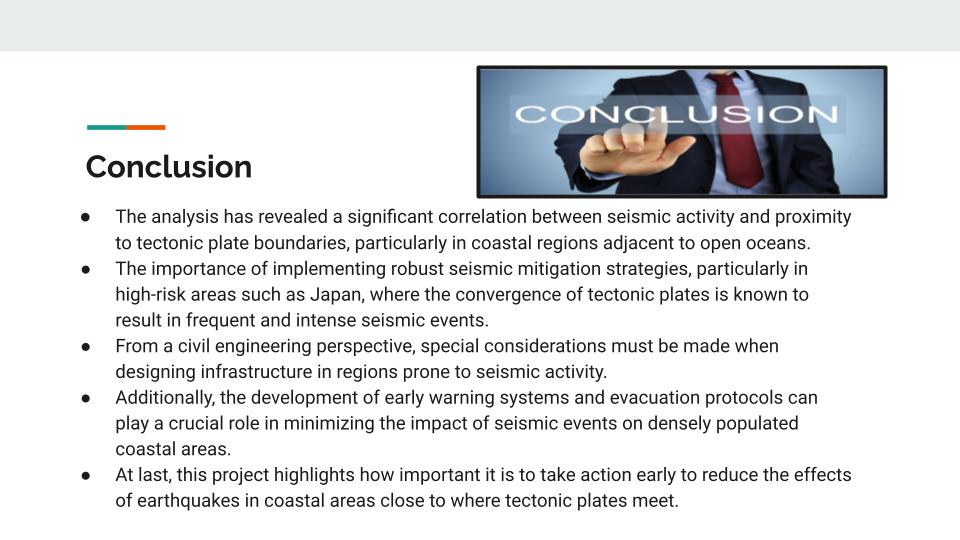 CONCLUSION
Conclusion
● The analysis has revealed a significant correlation between seismic activity and proximity
to tectonic plate boundaries, particularly in coastal regions adjacent to open oceans.
● The importance of implementing robust seismic mitigation strategies, particularly in
high-risk areas such as Japan, where the convergence of tectonic plates is known to
result in frequent and intense seismic events.
● From a civil engineering perspective, special considerations must be made when
designing infrastructure in regions prone to seismic activity.
● Additionally, the development of early warning systems and evacuation protocols can
play a crucial role in minimizing the impact of seismic events on densely populated
coastal areas.
● At last, this project highlights how important it is to take action early to reduce the effects
of earthquakes in coastal areas close to where tectonic plates meet.